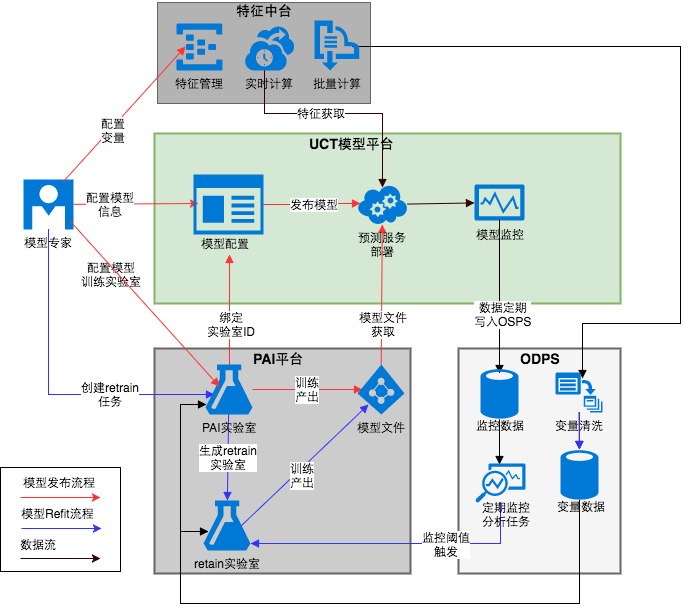 特征中台
特征管理
实时计算
批量计算
配置
变量
特征获取
UCT模型平台
模型专家
配置模型
信息
模型配置
发布模型
预测服务
部署
模型监控
配置模型
训练实验室
绑定
实验室ID
模型文件
获取
数据定期
写入OSPS
PAI平台
ODPS
创建retrain
任务
PAI实验室
训练
产出
模型文件
监控数据
变量清洗
生成retrain
实验室
训练
产出
retain实验室
监控阈值
触发
定期监控
分析任务
变量数据
模型发布流程
模型Refit流程
数据流